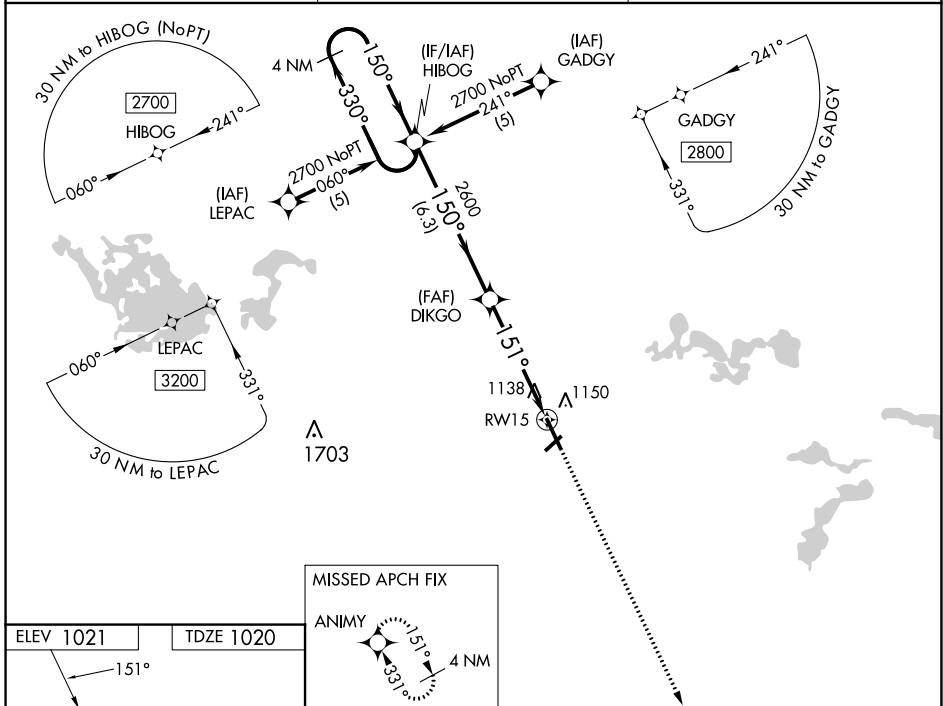 30 NM to HIBOG (NoPT)
2700
HIBOG
241°
060°
4 NM
150°
330°
(IF/IAF)
HIBOG
(IAF)
GADGY
2700 NoPT
241°
(5)
2700 NoPT
060°
(5)
(IAF)
LEPAC
241°
GADGY
2800
331°
30 NM to GADGY
2600
150°
(6.3)
(FAF)
DIKGO
151°
060°
LEPAC
3200
331°
30 NM to LEPAC
1703
1138
1150
RW15
MISSED APCH FIX
ANIMY
151°
331°
4 NM
ELEV 1021
TDZE 1020
151°